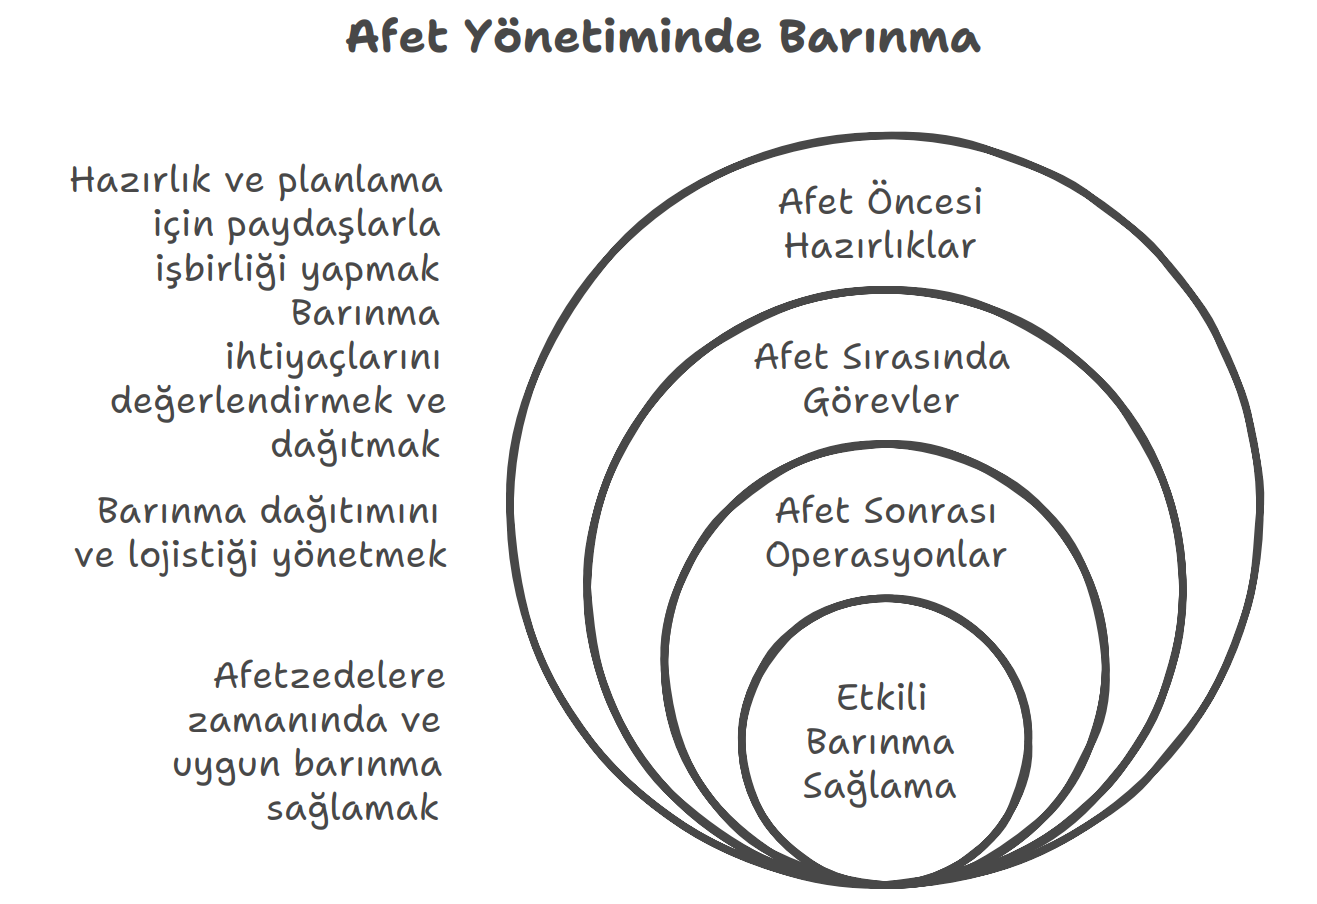 Afet Yönetiminde Barınma
Hazırlık ve planlama
için paydaşlarla
işbirliği yapmak
Barınma
ihtiyaçlarını
değerlendirmek ve
dağıtmak
Barınma dağıtımını
ve lojistiği yönetmek
Afetzedelere
zamanında ve
uygun barınma
sağlamak
Afet Öncesi
Hazırlıklar
Afet Sırasında
Görevler
Afet Sonrası
Operasyonlar
Etkili
Barınma
Sağlama